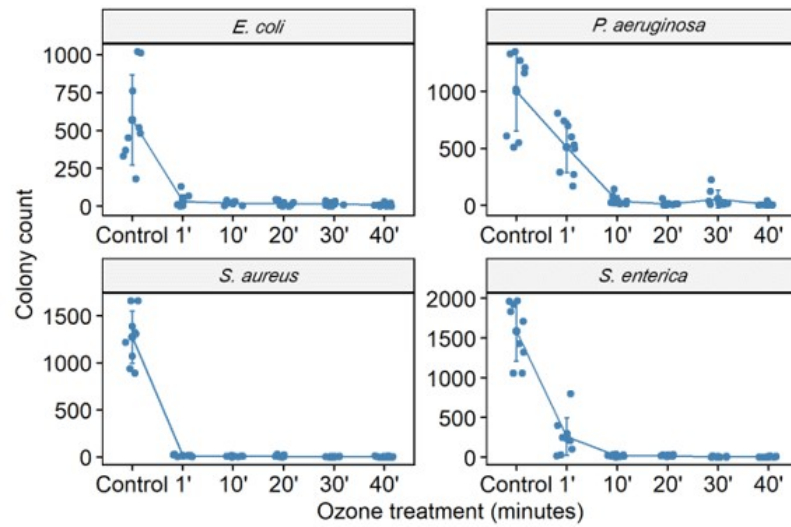 E. coli
P. aeruginosa
1000
750
500
250
0
1000
500
0
Control 1' 10' 20' 30' 40'
Control 1' 10' 20' 30' 40'
Colony count
S. aureus
S. enterica
1500
1000
500
0
2000
1500
1000
500
0
Control 1' 10' 20' 30' 40'
Control 1' 10' 20' 30' 40'
Ozone treatment (minutes)